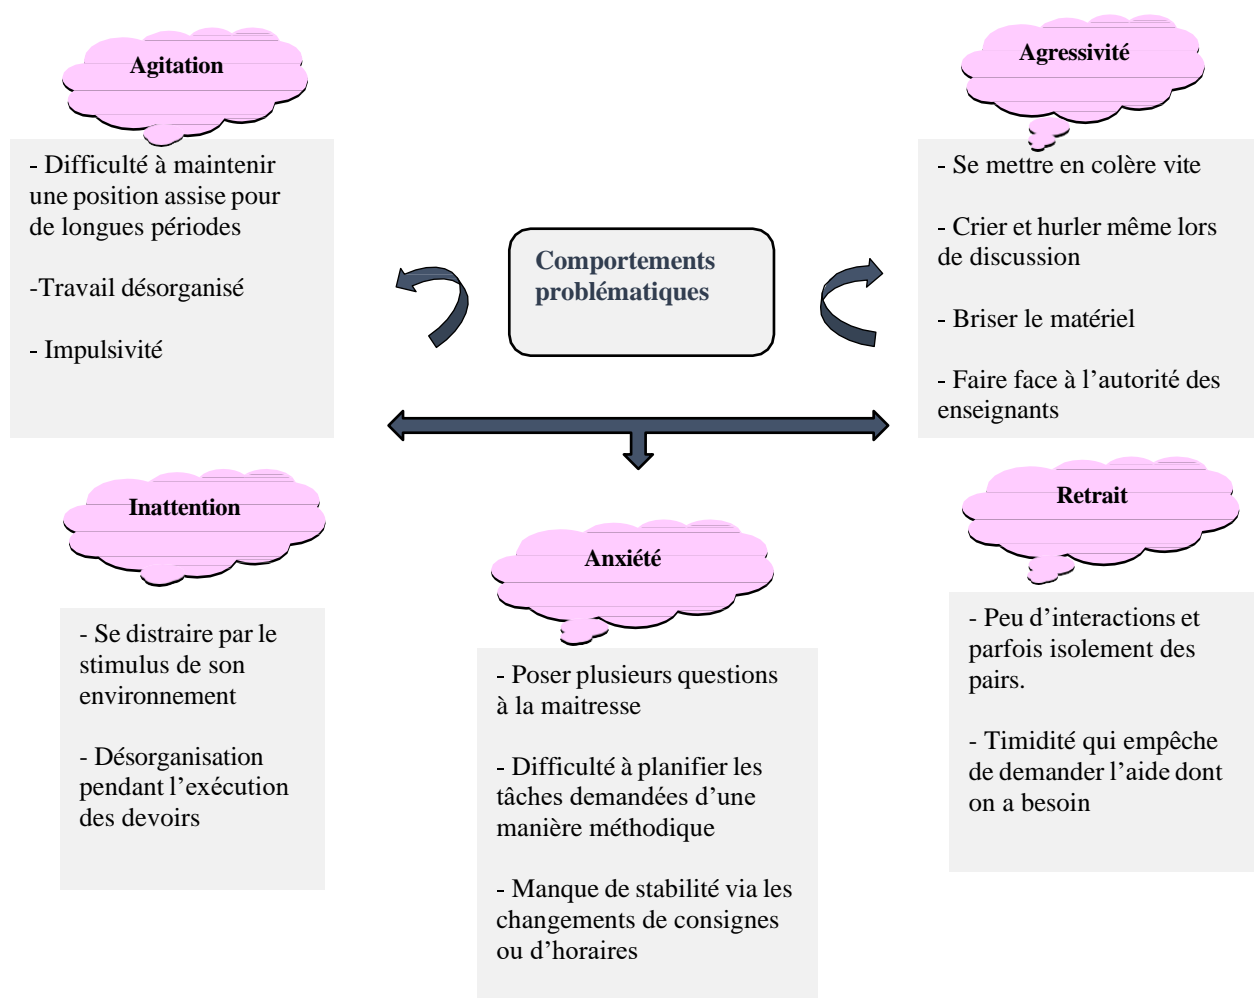 Agitation
- Difficulté à maintenir
une position assise pour
de longues périodes
-Travail désorganisé
- Impulsivité
Comportements
problématiques
Agressivité
- Se mettre en colère vite
- Crier et hurler même lors
de discussion
- Briser le matériel
- Faire face à l’autorité des
enseignants
Inattention
- Se distraire par le
stimulus de son
environnement
- Désorganisation
pendant l’exécution
des devoirs
Anxiété
- Poser plusieurs questions
à la maitresse
- Difficulté à planifier les
tâches demandées d’une
manière méthodique
- Manque de stabilité via les
changements de consignes
ou d’horaires
Retrait
- Peu d’interactions et
parfois isolement des
pairs.
- Timidité qui empêche
de demander l’aide dont
on a besoin